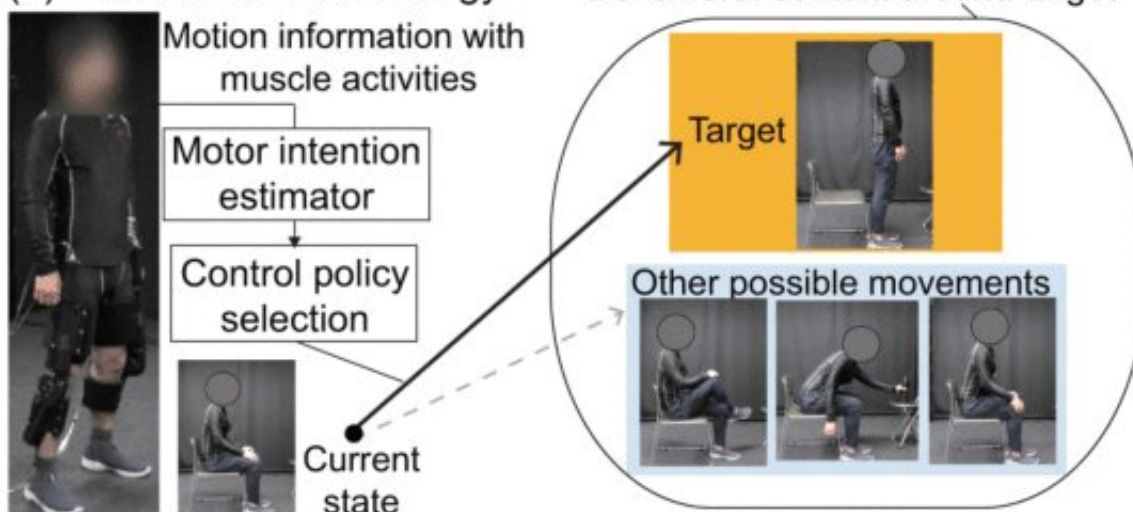 Motion information with
muscle activities
Motor intention
estimator
Control policy
selection
Current
state
Target
Other possible movements